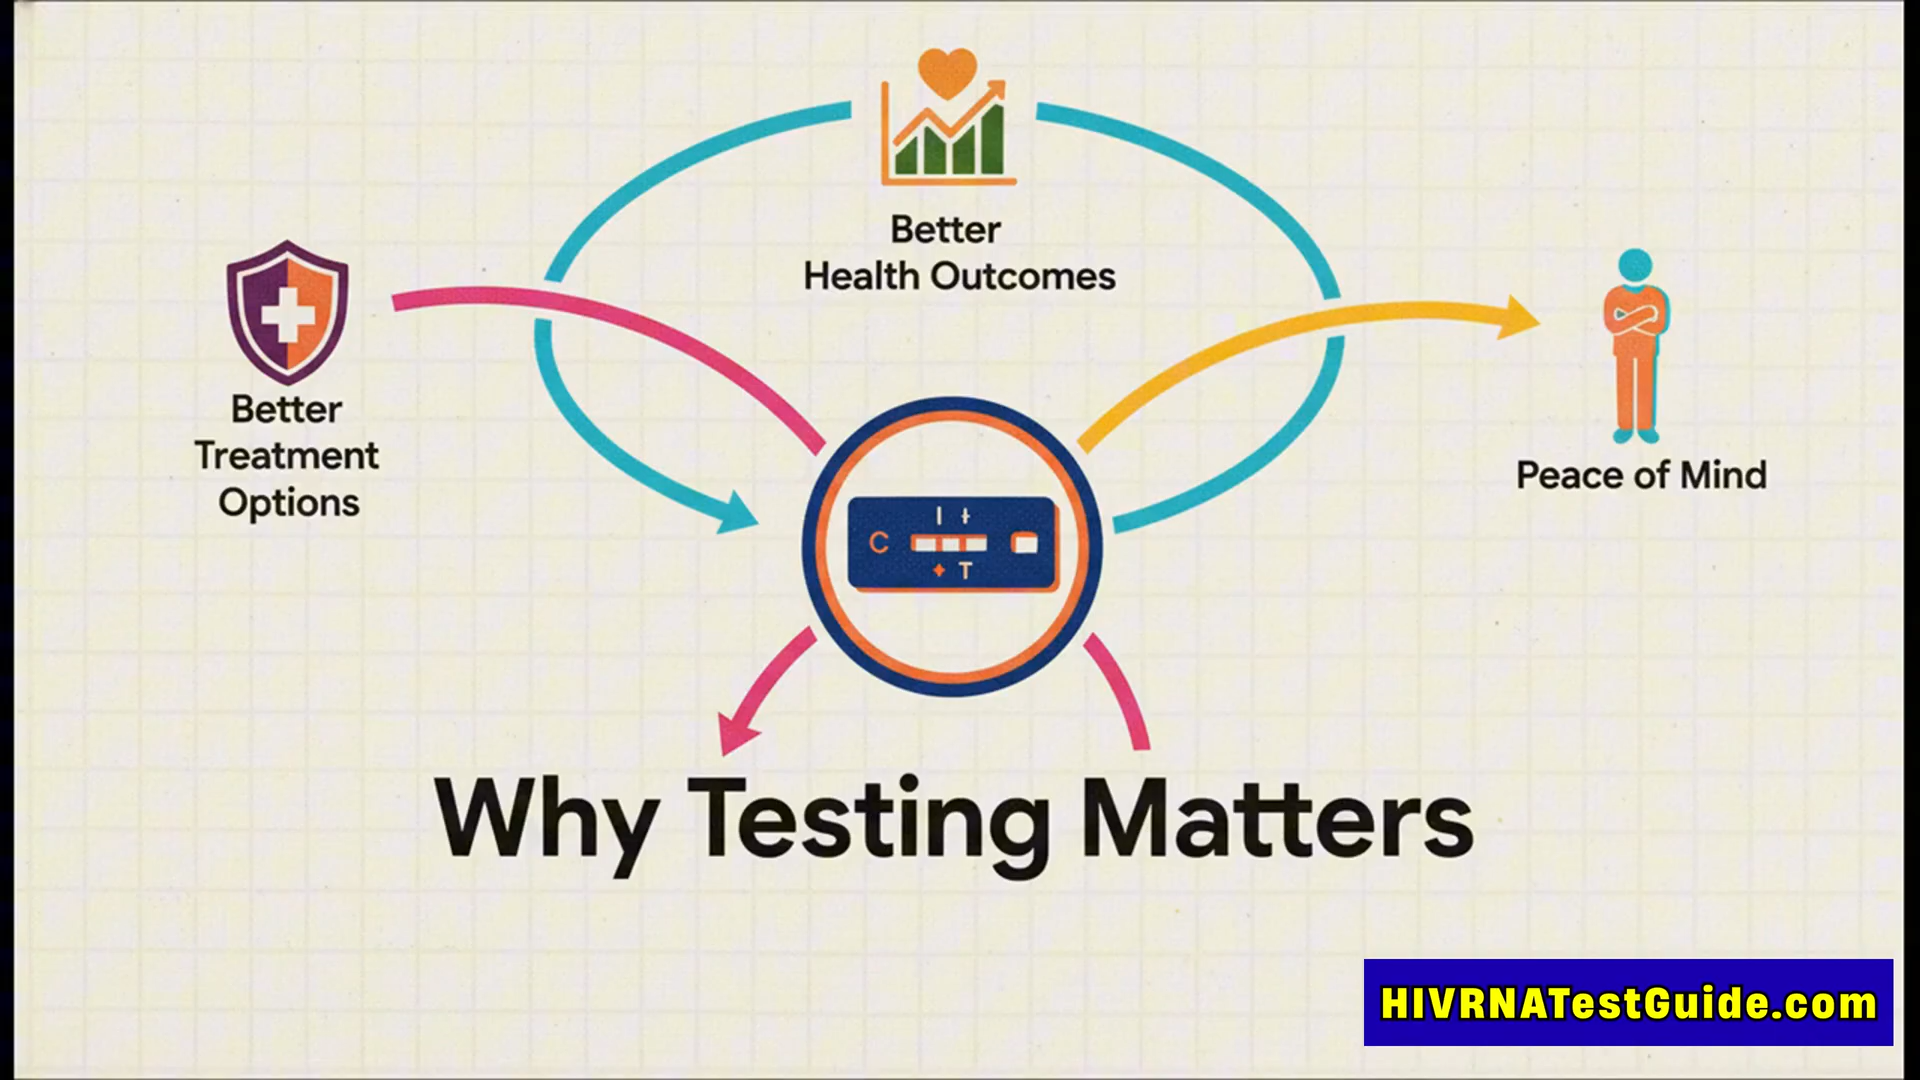 Better
Health Outcomes
Better
Treatment
Options
Peace of Mind
C
T
Why Testing Matters
HIVRNATestGuide.com